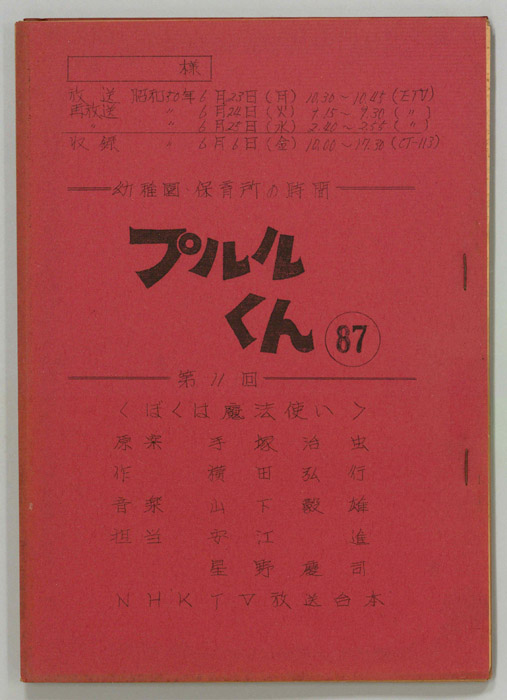 様
放送 昭和50年6月23日(月) 10.30～10.45(ETV)
再放送 〃 6月24日(火) 9.15～9.30(〃)
〃 〃 6月25日(水) 2.40～2.55(〃)
収録 〃 6月6日(金) 10.00～17.30(CT-113)
幼稚園・保育所の時間
プルル
くん
87
第11回
〈ぼくは魔法使い〉
原案 手塚治虫
作 横田弘行
音楽 山下毅雄
担当 安江進
星野慶司
NHKTV放送台本